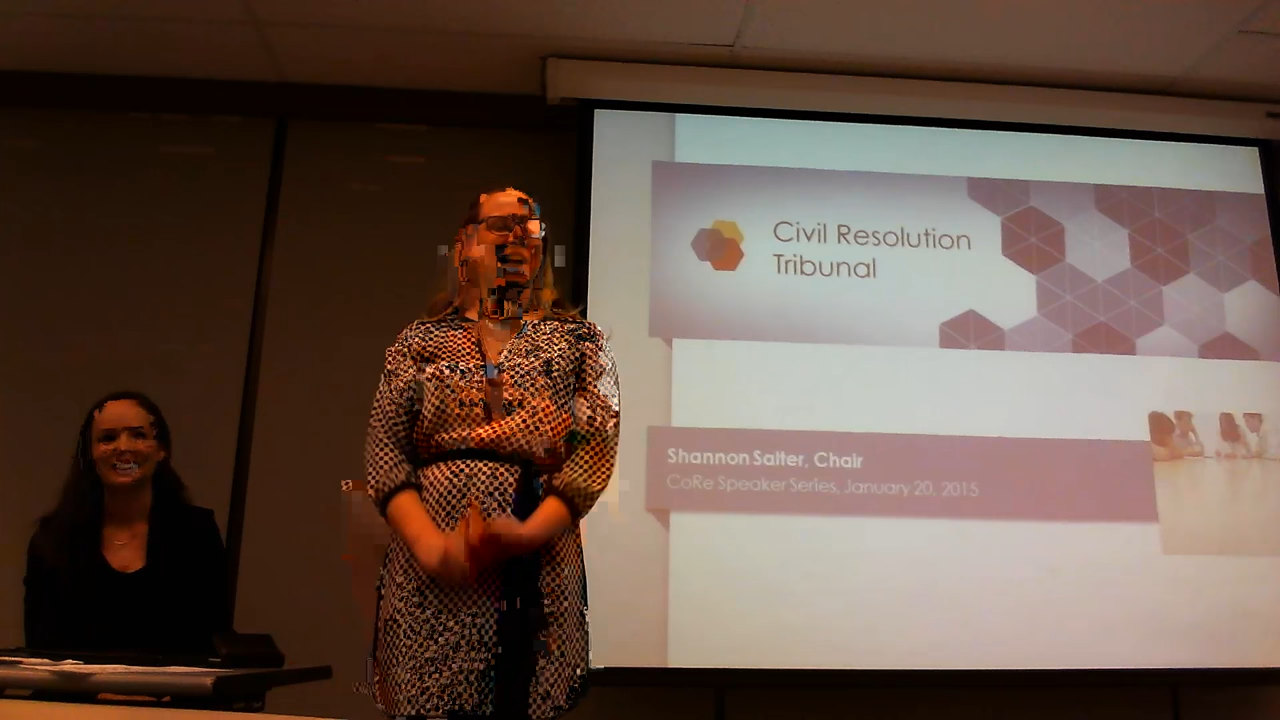 Civil Resolution
Tribunal
Shannon Salter, Chair
CoRe Speaker Series, January 20, 2015